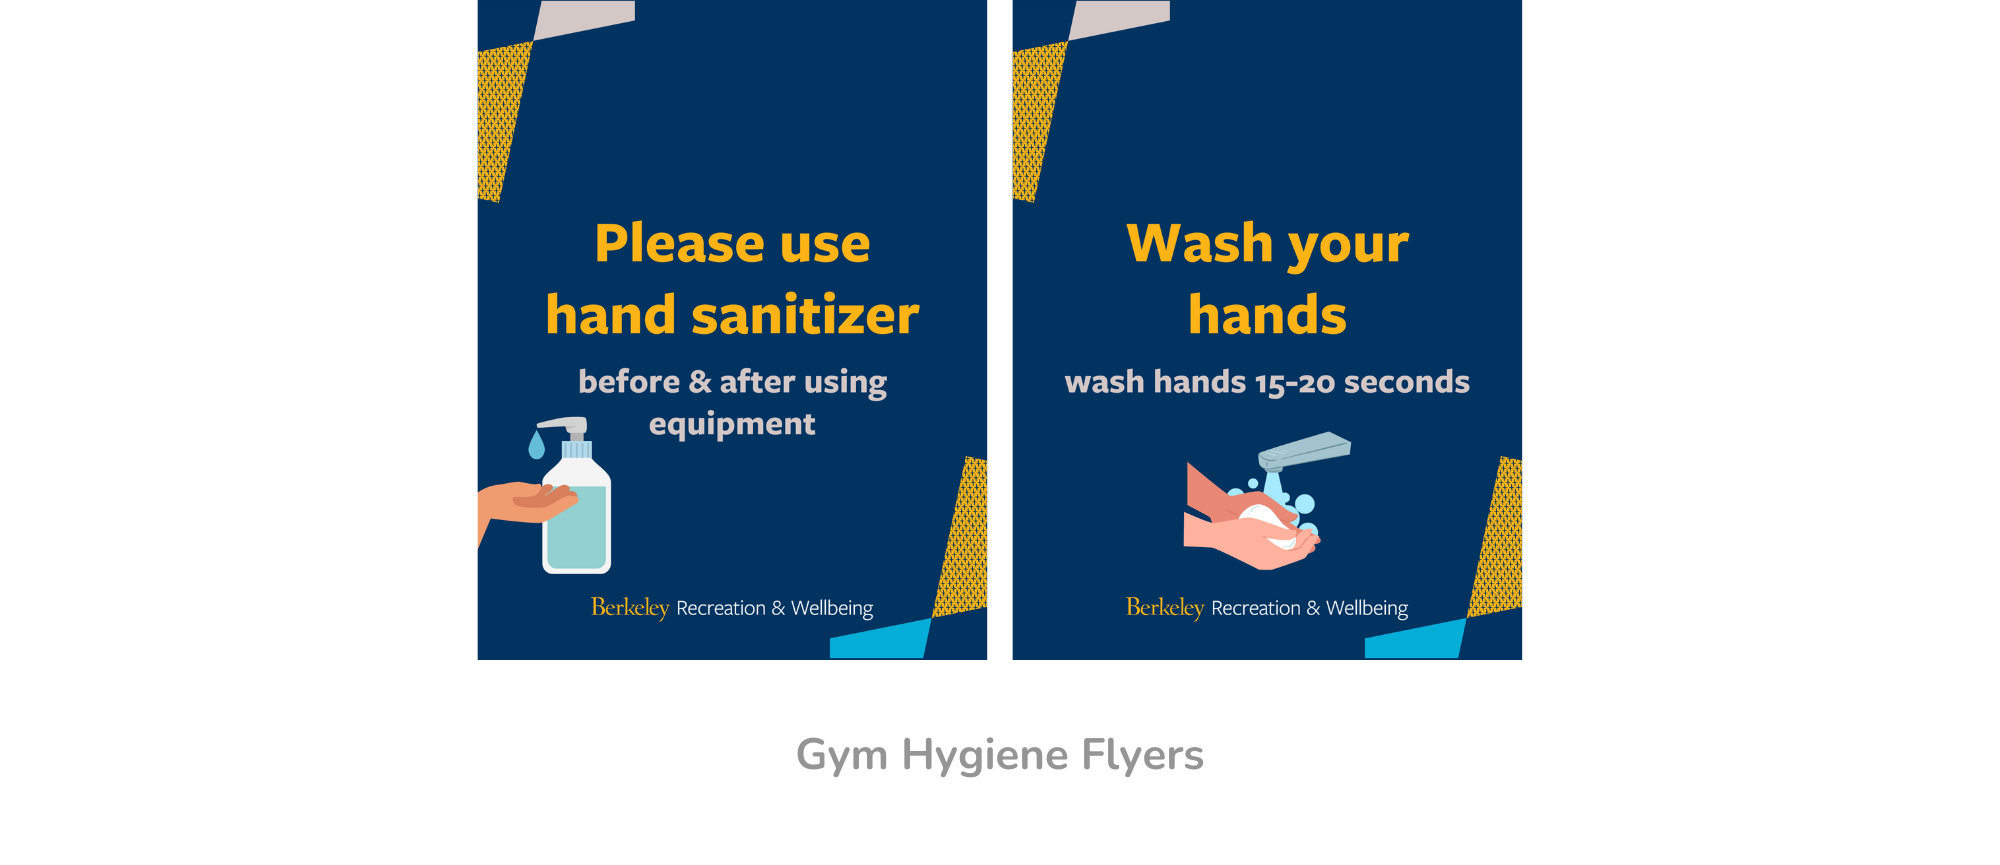 Please use
hand sanitizer
before & after using
equipment
Berkeley Recreation & Wellbeing
Wash your
hands
wash hands 15-20 seconds
Berkeley Recreation & Wellbeing
Gym Hygiene Flyers